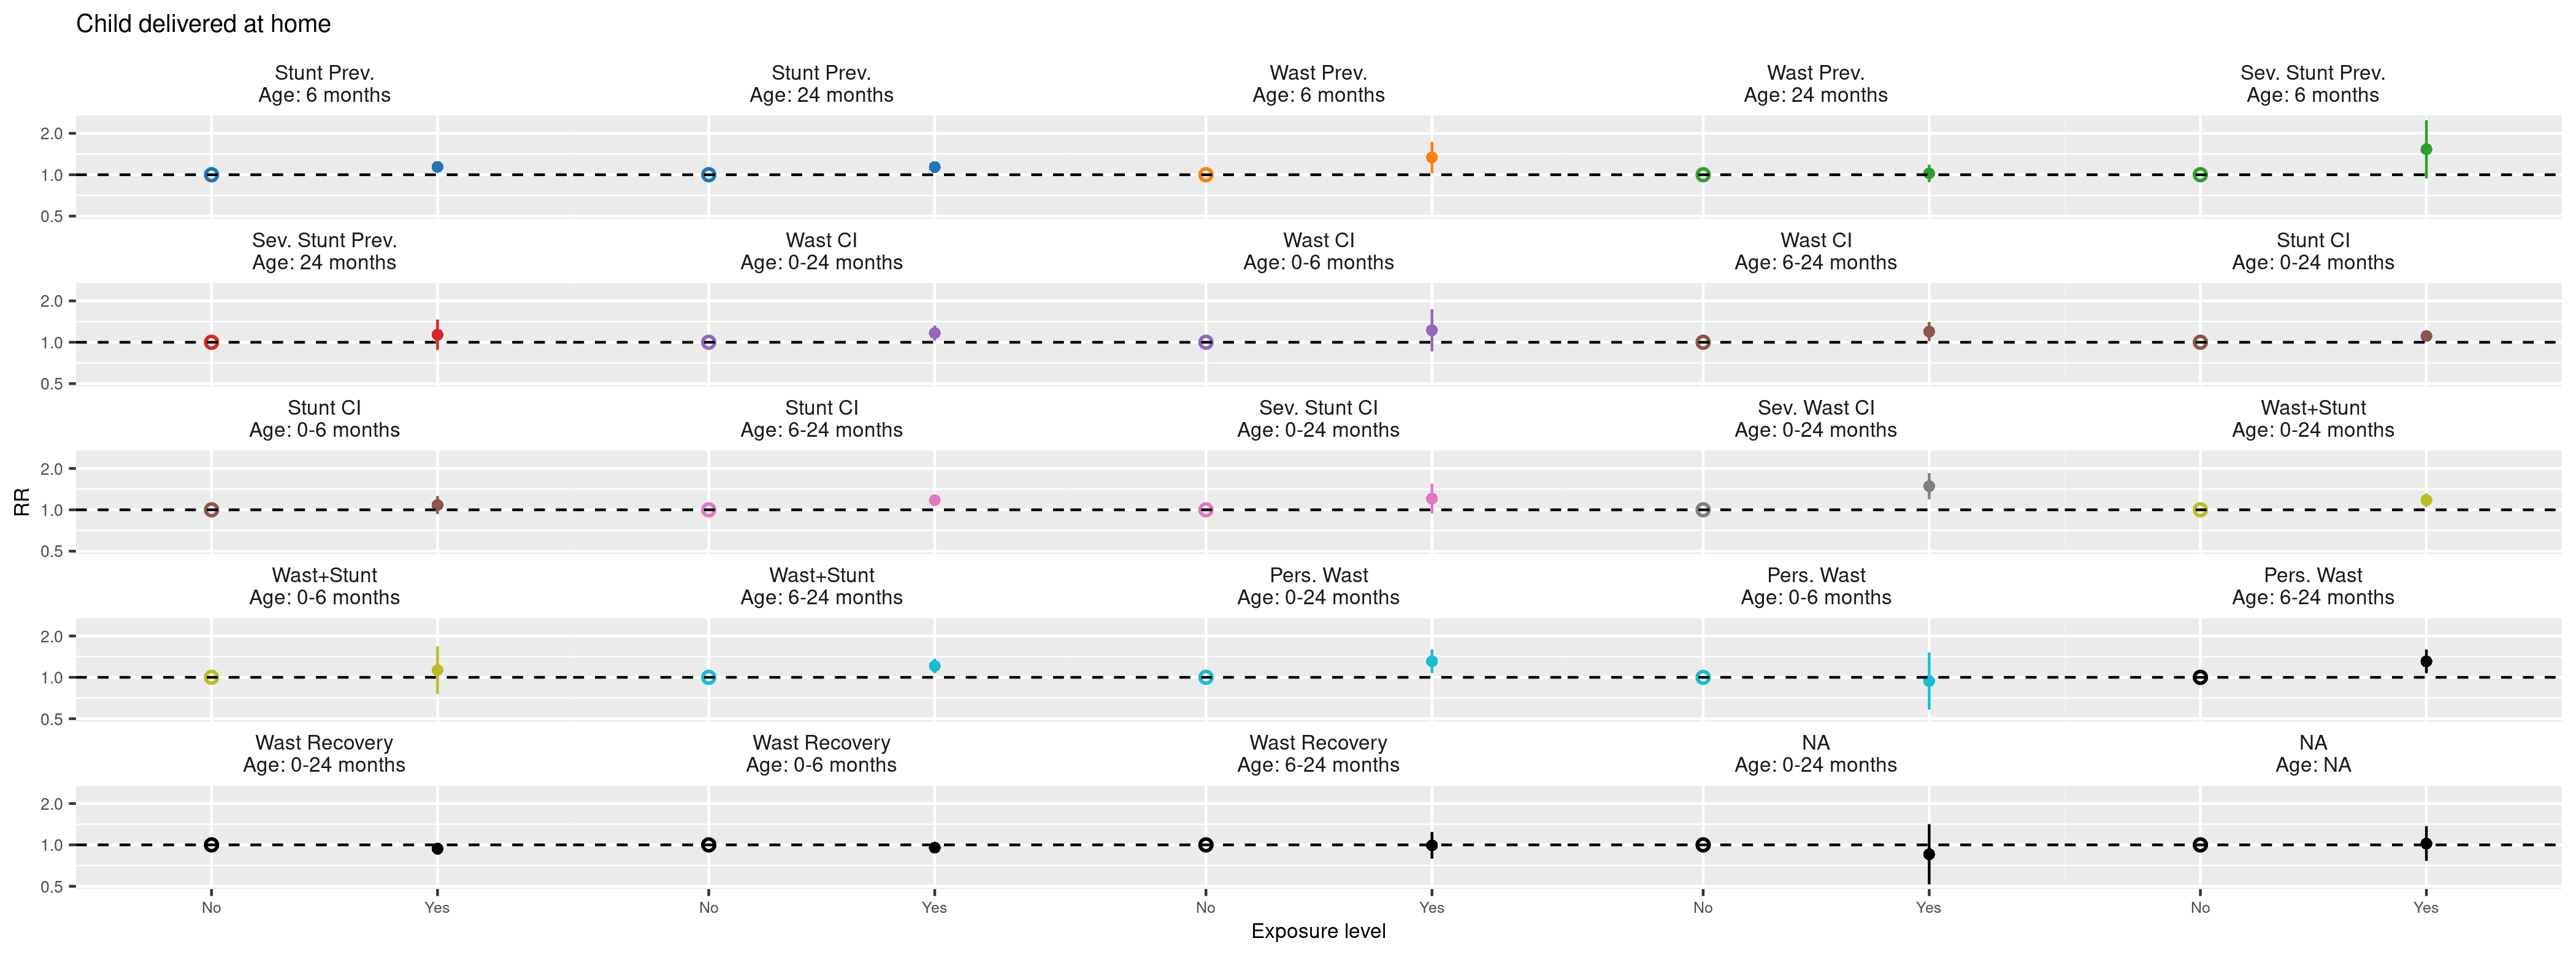 Child delivered at home
Stunt Prev.
Age: 6 months
Stunt Prev.
Age: 24 months
Wast Prev.
Age: 6 months
Wast Prev.
Age: 24 months
Sev. Stunt Prev.
Age: 6 months
2.0
1.0
0.5
Sev. Stunt Prev.
Age: 24 months
Wast CI
Age: 0-24 months
Wast CI
Age: 0-6 months
Wast CI
Age: 6-24 months
Stunt CI
Age: 0-24 months
2.0
1.0
0.5
Stunt CI
Age: 0-6 months
Stunt CI
Age: 6-24 months
Sev. Stunt CI
Age: 0-24 months
Sev. Wast CI
Age: 0-24 months
Wast+Stunt
Age: 0-24 months
RR
2.0
1.0
0.5
Wast+Stunt
Age: 0-6 months
Wast+Stunt
Age: 6-24 months
Pers. Wast
Age: 0-24 months
Pers. Wast
Age: 0-6 months
Pers. Wast
Age: 6-24 months
2.0
1.0
0.5
Wast Recovery
Age: 0-24 months
Wast Recovery
Age: 0-6 months
Wast Recovery
Age: 6-24 months
NA
Age: 0-24 months
NA
Age: NA
2.0
1.0
0.5
No Yes No Yes No Yes No Yes No Yes
Exposure level